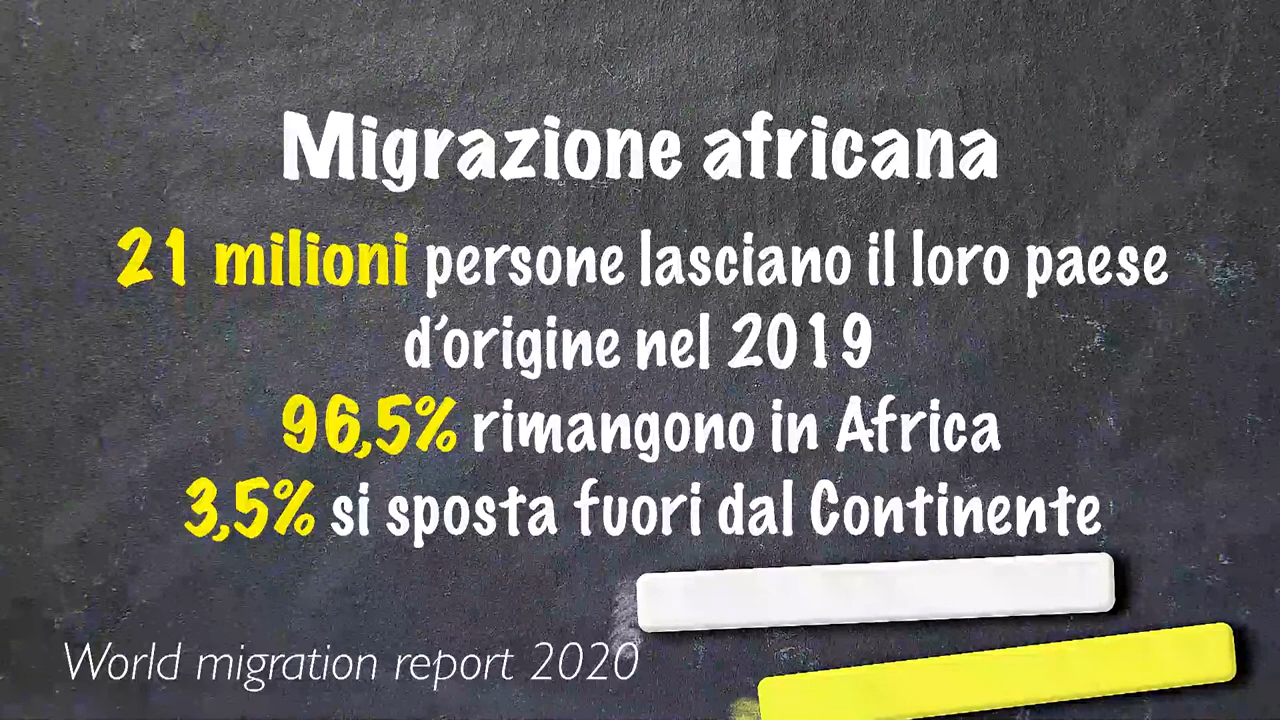 Migrazione africana
21 milioni persone lasciano il loro paese
d'origine nel 2019
96,5% rimangono in Africa
3,5% si sposta fuori dal Continente
World migration report 2020